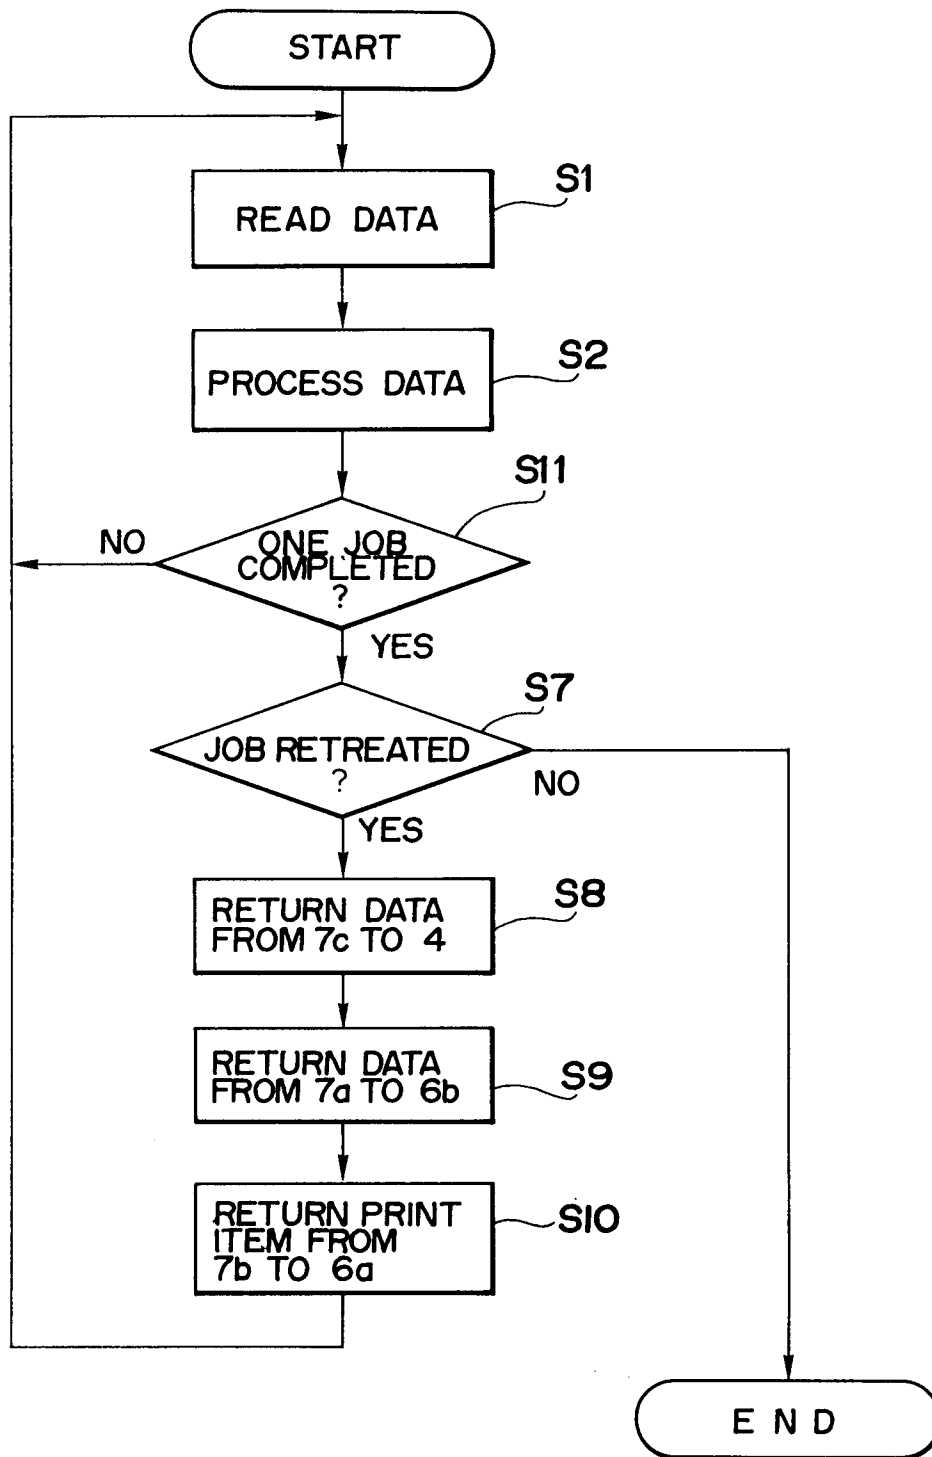 START
S1
READ DATA
S2
PROCESS DATA
S11
NO
ONE JOB
COMPLETED
?
YES
S7
JOB RETREATED
?
NO
YES
S8
RETURN DATA
FROM 7c TO 4
RETURN DATA
FROM 7a TO 6b
S9
RETURN PRINT
ITEM FROM
7b TO 6a
S10
END